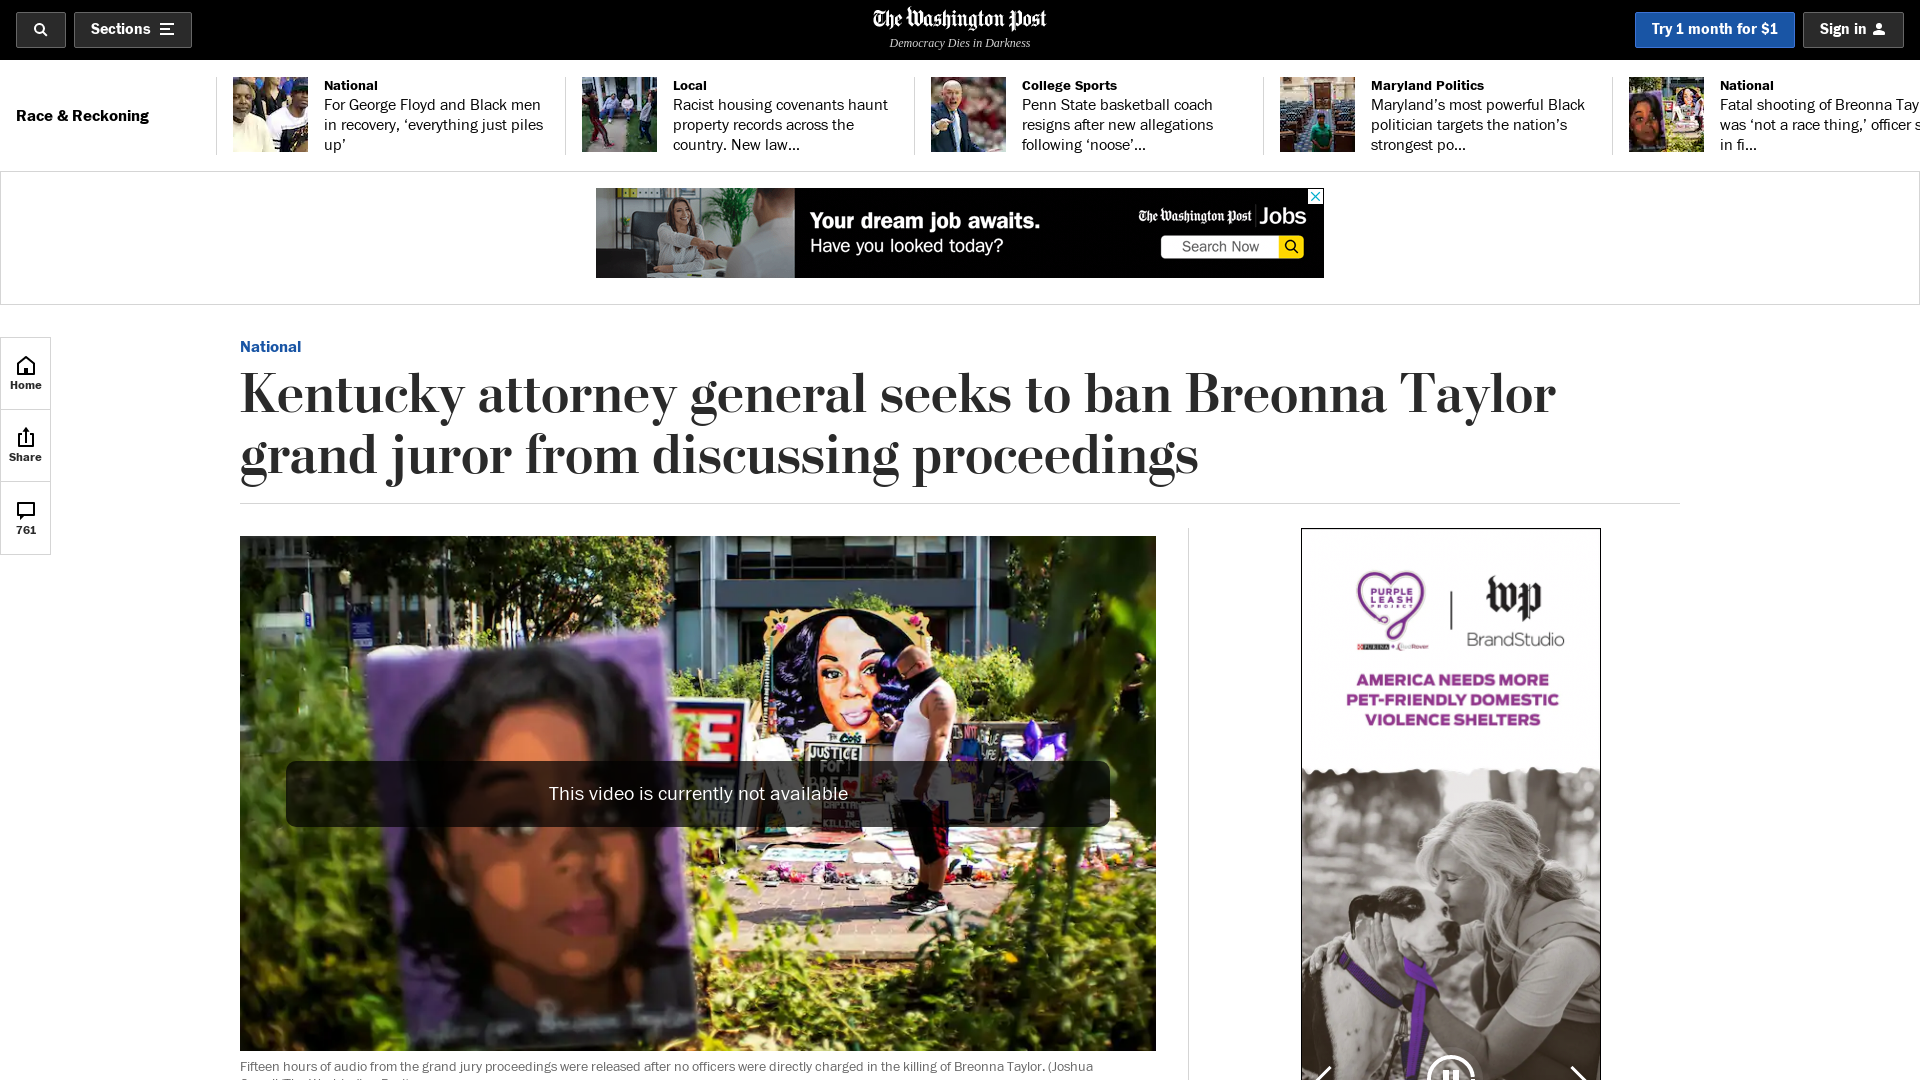 Sections
The Washington Post
Democracy Dies in Darkness
Try 1 month for $1
Sign in
Race & Reckoning
National
For George Floyd and Black men
in recovery, ‘everything just piles
up’
Local
Racist housing covenants haunt
property records across the
country. New law...
College Sports
Penn State basketball coach
resigns after new allegations
following ‘noose’...
Maryland Politics
Maryland’s most powerful Black
politician targets the nation’s
strongest po...
National
Fatal shooting of Breonna Tay
was ‘not a race thing,’ officer s
in fi...
Your dream job awaits.
Have you looked today?
The Washington Post Jobs
Search Now
Home
Share
761
National
Kentucky attorney general seeks to ban Breonna Taylor
grand juror from discussing proceedings
JUSTICE
FOR
This video is currently not available
Fifteen hours of audio from the grand jury proceedings were released after no officers were directly charged in the killing of Breonna Taylor. (Joshua
PURPLE
LEASH
PROJECT
wp
BrandStudio
PURINA
AMERICA NEEDS MORE
PET-FRIENDLY DOMESTIC
VIOLENCE SHELTERS